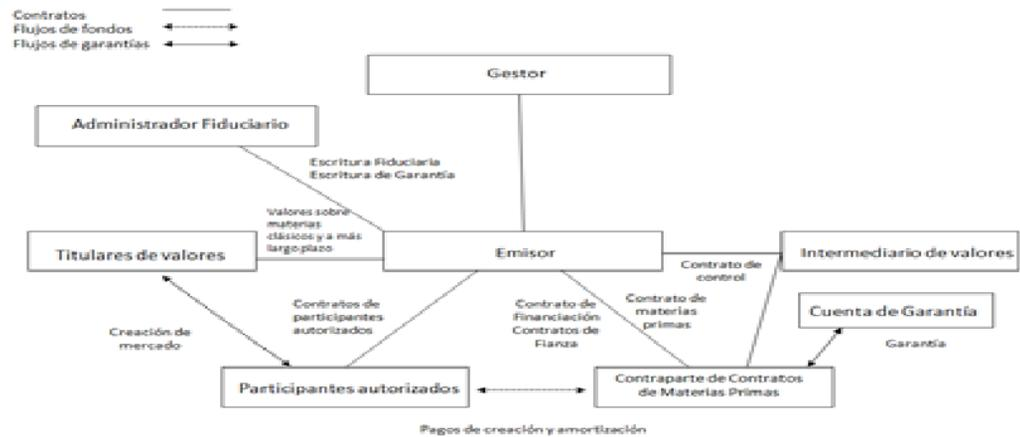 Contratos
Flujos de fondos
Flujos de garantías
Gestor
Administrador Fiduciario
Escritura Fiduciaria
Escritura de Garantía
Valores sobre
materias
clásicos y a más
largo plazo
Titulares de valores
Emisor
Intermediario de valores
Contrato de
control
Contratos de
participantes
autorizados
Contrato de
Financiación
Contratos de
Fianza
Contrato de
materias
primas
Cuenta de Garantía
Creación de
mercado
Garantía
Participantes autorizados
Contraparte de Contratos
de Materias Primas
Pagos de creación y amortización